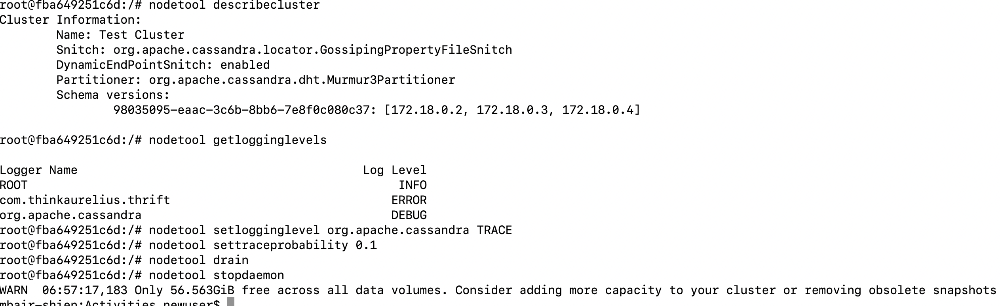 root@fba649251c6d:/# nodetool describecluster
Cluster Information:
Name: Test Cluster
Snitch: org.apache.cassandra.locator.GossipingPropertyFileSnitch
DynamicEndPointSnitch: enabled
Partitioner: org.apache.cassandra.dht.Murmur3Partitioner
Schema versions:
98035095-eaac-3c6b-8bb6-7e8f0c080c37: [172.18.0.2, 172.18.0.3, 172.18.0.4]
root@fba649251c6d:/# nodetool getlogginglevels
Logger Name Log Level
ROOT INFO
com.thinkaurelius.thrift ERROR
org.apache.cassandra DEBUG
root@fba649251c6d:/# nodetool setlogginglevel org.apache.cassandra TRACE
root@fba649251c6d:/# nodetool settraceprobability 0.1
root@fba649251c6d:/# nodetool drain
root@fba649251c6d:/# nodetool stopdaemon
WARN 06:57:17,183 Only 56.563GiB free across all data volumes. Consider adding more capacity to your cluster or removing obsolete snapshots
mbair-shien:Activities newuser$